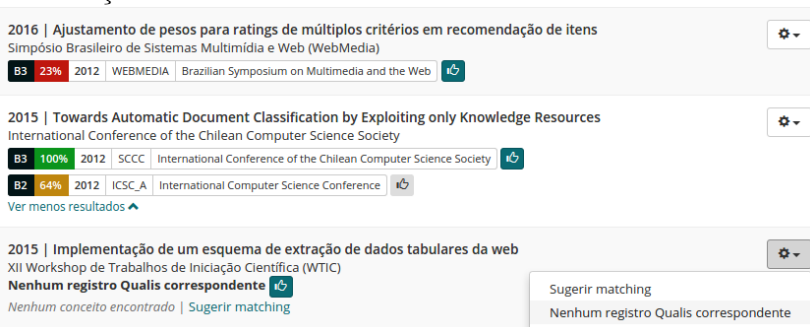 2016 | Ajustamento de pesos para ratings de múltiplos critérios em recomendação de itens
Simpósio Brasileiro de Sistemas Multimídia e Web (WebMedia)
B3 23% 2012 WEBMEDIA Brazilian Symposium on Multimedia and the Web
2015 | Towards Automatic Document Classification by Exploiting only Knowledge Resources
International Conference of the Chilean Computer Science Society
B3 100% 2012 SCCC International Conference of the Chilean Computer Science Society
B2 64% 2012 ICSC_A International Computer Science Conference
Ver menos resultados
2015 | Implementação de um esquema de extração de dados tabulares da web
XII Workshop de Trabalhos de Iniciação Científica (WTIC)
Nenhum registro Qualis correspondente
Nenhum conceito encontrado | Sugerir matching
Sugerir matching
Nenhum registro Qualis correspondente